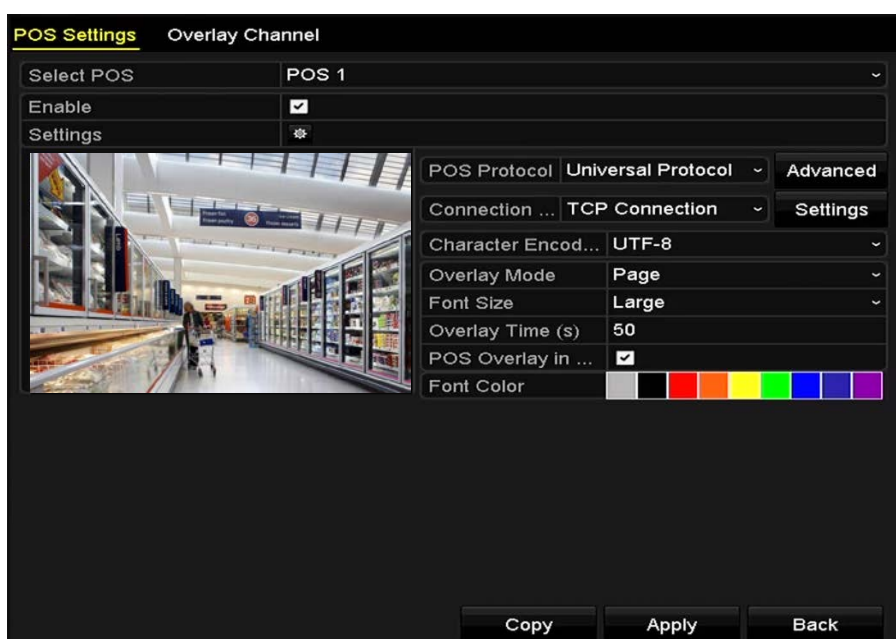 POS Settings Overlay Channel
Select POS POS 1
Enable
Settings
POS Protocol Universal Protocol Advanced
Connection ... TCP Connection Settings
Character Encod... UTF-8
Overlay Mode Page
Font Size Large
Overlay Time (s) 50
POS Overlay in ...
Font Color
36
Copy Apply Back